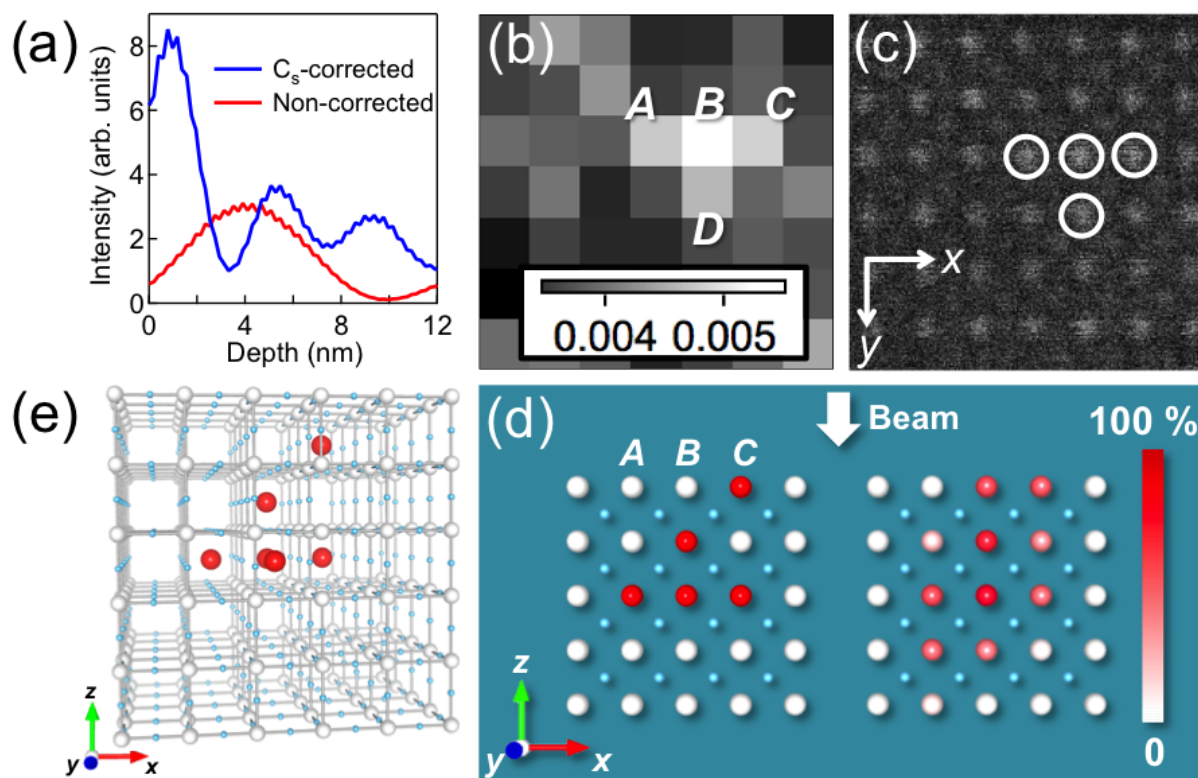 (a)
8
6
4
2
0
Intensity (arb. units)
Cs-corrected
Non-corrected
0 4 8 12
Depth (nm)
(b)
A B C
D
0.004 0.005
(c)
x
y
(e)
z
y x
(d)
Beam
100 %
A B C
z
y x
0